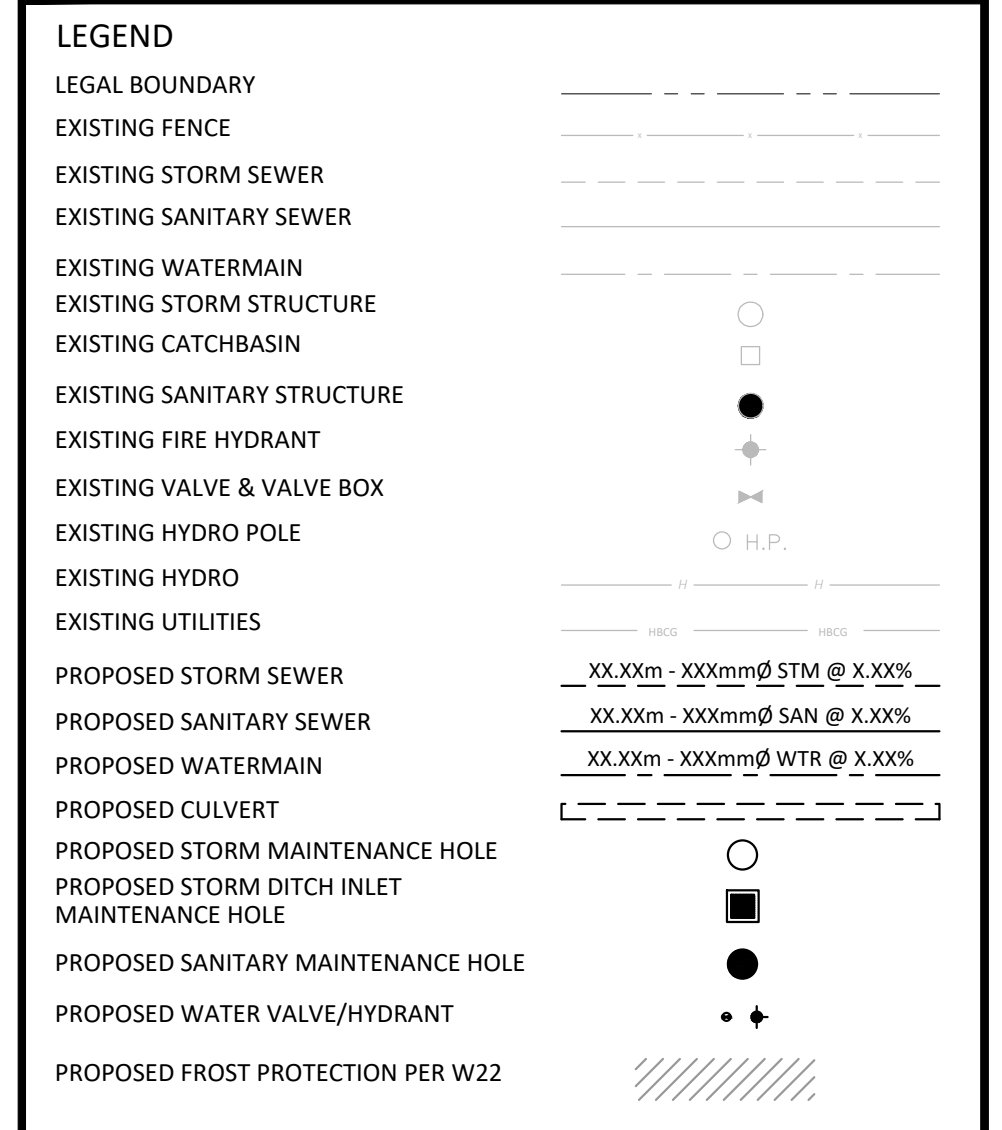 LEGEND
LEGAL BOUNDARY
EXISTING FENCE x x x
EXISTING STORM SEWER
EXISTING SANITARY SEWER
EXISTING WATERMAIN
EXISTING STORM STRUCTURE
EXISTING CATCHBASIN
EXISTING SANITARY STRUCTURE
EXISTING FIRE HYDRANT
EXISTING VALVE & VALVE BOX
EXISTING HYDRO POLE H.P.
EXISTING HYDRO H H
EXISTING UTILITIES HBCG HBCG
PROPOSED STORM SEWER XX.XXm - XXXmmØ STM @ X.XX%
PROPOSED SANITARY SEWER XX.XXm - XXXmmØ SAN @ X.XX%
PROPOSED WATERMAIN XX.XXm - XXXmmØ WTR @ X.XX%
PROPOSED CULVERT
PROPOSED STORM MAINTENANCE HOLE
PROPOSED STORM DITCH INLET
MAINTENANCE HOLE
PROPOSED SANITARY MAINTENANCE HOLE
PROPOSED WATER VALVE/HYDRANT
PROPOSED FROST PROTECTION PER W22